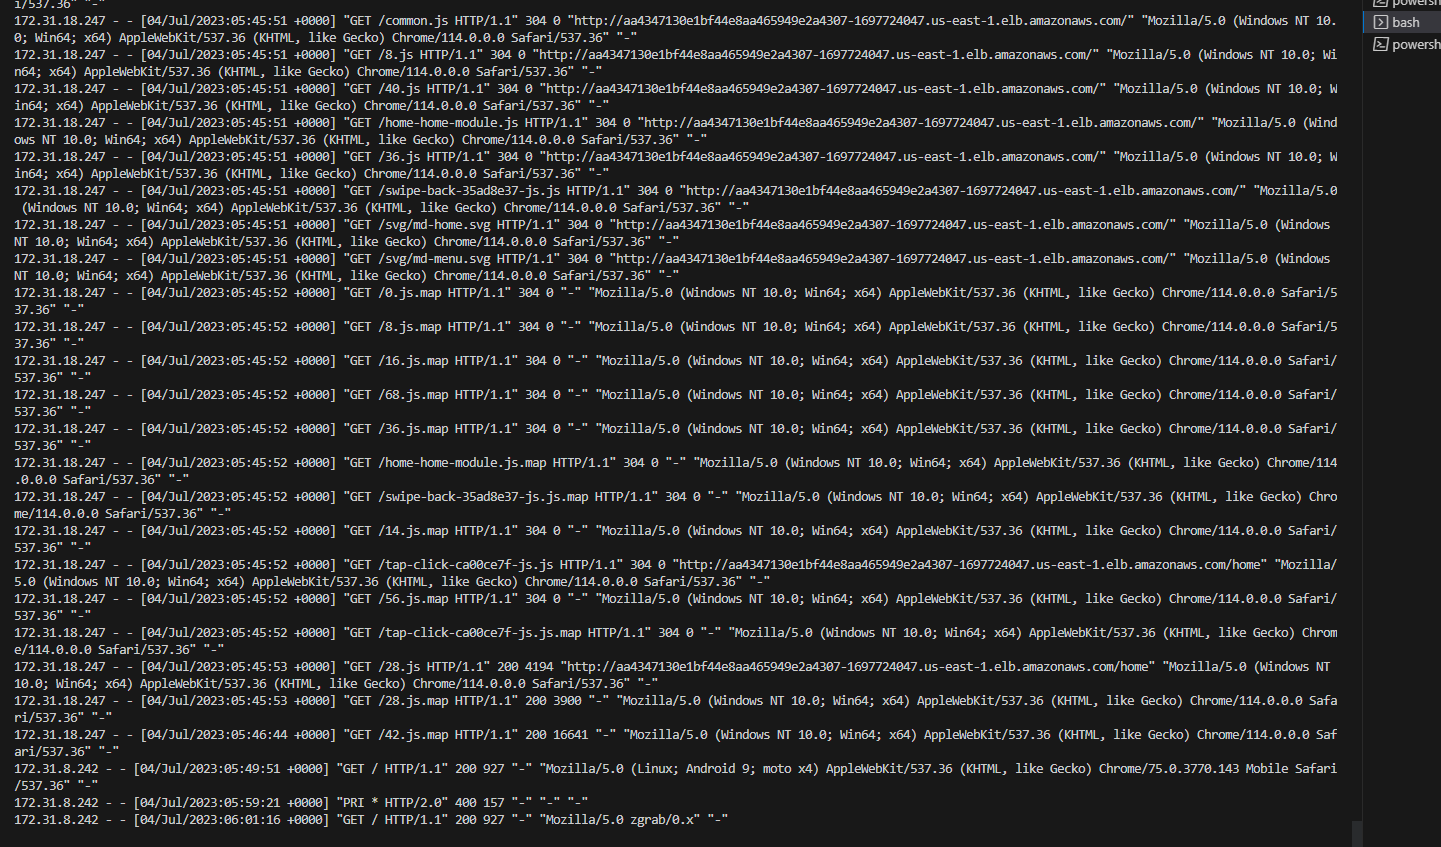 i/537.36" "-"
172.31.18.247 - - [04/Jul/2023:05:45:51 +0000] "GET /common.js HTTP/1.1" 304 0 "http://aa4347130e1bf44e8aa465949e2a4307-1697724047.us-east-1.elb.amazonaws.com/" "Mozilla/5.0 (Windows NT 10.
0; Win64; x64) AppleWebKit/537.36 (KHTML, like Gecko) Chrome/114.0.0.0 Safari/537.36" "-"
172.31.18.247 - - [04/Jul/2023:05:45:51 +0000] "GET /8.js HTTP/1.1" 304 0 "http://aa4347130e1bf44e8aa465949e2a4307-1697724047.us-east-1.elb.amazonaws.com/" "Mozilla/5.0 (Windows NT 10.0; Wi
n64; x64) AppleWebKit/537.36 (KHTML, like Gecko) Chrome/114.0.0.0 Safari/537.36" "-"
172.31.18.247 - - [04/Jul/2023:05:45:51 +0000] "GET /40.js HTTP/1.1" 304 0 "http://aa4347130e1bf44e8aa465949e2a4307-1697724047.us-east-1.elb.amazonaws.com/" "Mozilla/5.0 (Windows NT 10.0; W
in64; x64) AppleWebKit/537.36 (KHTML, like Gecko) Chrome/114.0.0.0 Safari/537.36" "-"
172.31.18.247 - - [04/Jul/2023:05:45:51 +0000] "GET /home-home-module.js HTTP/1.1" 304 0 "http://aa4347130e1bf44e8aa465949e2a4307-1697724047.us-east-1.elb.amazonaws.com/" "Mozilla/5.0 (Wind
ows NT 10.0; Win64; x64) AppleWebKit/537.36 (KHTML, like Gecko) Chrome/114.0.0.0 Safari/537.36" "-"
172.31.18.247 - - [04/Jul/2023:05:45:51 +0000] "GET /36.js HTTP/1.1" 304 0 "http://aa4347130e1bf44e8aa465949e2a4307-1697724047.us-east-1.elb.amazonaws.com/" "Mozilla/5.0 (Windows NT 10.0; W
in64; x64) AppleWebKit/537.36 (KHTML, like Gecko) Chrome/114.0.0.0 Safari/537.36" "-"
172.31.18.247 - - [04/Jul/2023:05:45:51 +0000] "GET /swipe-back-35ad8e37-js.js HTTP/1.1" 304 0 "http://aa4347130e1bf44e8aa465949e2a4307-1697724047.us-east-1.elb.amazonaws.com/" "Mozilla/5.0
(Windows NT 10.0; Win64; x64) AppleWebKit/537.36 (KHTML, like Gecko) Chrome/114.0.0.0 Safari/537.36" "-"
172.31.18.247 - - [04/Jul/2023:05:45:51 +0000] "GET /svg/md-home.svg HTTP/1.1" 304 0 "http://aa4347130e1bf44e8aa465949e2a4307-1697724047.us-east-1.elb.amazonaws.com/" "Mozilla/5.0 (Windows
NT 10.0; Win64; x64) AppleWebKit/537.36 (KHTML, like Gecko) Chrome/114.0.0.0 Safari/537.36" "-"
172.31.18.247 - - [04/Jul/2023:05:45:51 +0000] "GET /svg/md-menu.svg HTTP/1.1" 304 0 "http://aa4347130e1bf44e8aa465949e2a4307-1697724047.us-east-1.elb.amazonaws.com/" "Mozilla/5.0 (Windows
NT 10.0; Win64; x64) AppleWebKit/537.36 (KHTML, like Gecko) Chrome/114.0.0.0 Safari/537.36" "-"
172.31.18.247 - - [04/Jul/2023:05:45:52 +0000] "GET /0.js.map HTTP/1.1" 304 0 "-" "Mozilla/5.0 (Windows NT 10.0; Win64; x64) AppleWebKit/537.36 (KHTML, like Gecko) Chrome/114.0.0.0 Safari/5
37.36" "-"
172.31.18.247 - - [04/Jul/2023:05:45:52 +0000] "GET /8.js.map HTTP/1.1" 304 0 "-" "Mozilla/5.0 (Windows NT 10.0; Win64; x64) AppleWebKit/537.36 (KHTML, like Gecko) Chrome/114.0.0.0 Safari/5
37.36" "-"
172.31.18.247 - - [04/Jul/2023:05:45:52 +0000] "GET /16.js.map HTTP/1.1" 304 0 "-" "Mozilla/5.0 (Windows NT 10.0; Win64; x64) AppleWebKit/537.36 (KHTML, like Gecko) Chrome/114.0.0.0 Safari/
537.36" "-"
172.31.18.247 - - [04/Jul/2023:05:45:52 +0000] "GET /68.js.map HTTP/1.1" 304 0 "-" "Mozilla/5.0 (Windows NT 10.0; Win64; x64) AppleWebKit/537.36 (KHTML, like Gecko) Chrome/114.0.0.0 Safari/
537.36" "-"
172.31.18.247 - - [04/Jul/2023:05:45:52 +0000] "GET /36.js.map HTTP/1.1" 304 0 "-" "Mozilla/5.0 (Windows NT 10.0; Win64; x64) AppleWebKit/537.36 (KHTML, like Gecko) Chrome/114.0.0.0 Safari/
537.36" "-"
172.31.18.247 - - [04/Jul/2023:05:45:52 +0000] "GET /home-home-module.js.map HTTP/1.1" 304 0 "-" "Mozilla/5.0 (Windows NT 10.0; Win64; x64) AppleWebKit/537.36 (KHTML, like Gecko) Chrome/114
.0.0.0 Safari/537.36" "-"
172.31.18.247 - - [04/Jul/2023:05:45:52 +0000] "GET /swipe-back-35ad8e37-js.js.map HTTP/1.1" 304 0 "-" "Mozilla/5.0 (Windows NT 10.0; Win64; x64) AppleWebKit/537.36 (KHTML, like Gecko) Chro
me/114.0.0.0 Safari/537.36" "-"
172.31.18.247 - - [04/Jul/2023:05:45:52 +0000] "GET /14.js.map HTTP/1.1" 304 0 "-" "Mozilla/5.0 (Windows NT 10.0; Win64; x64) AppleWebKit/537.36 (KHTML, like Gecko) Chrome/114.0.0.0 Safari/
537.36" "-"
172.31.18.247 - - [04/Jul/2023:05:45:52 +0000] "GET /tap-click-ca00ce7f-js.js HTTP/1.1" 304 0 "http://aa4347130e1bf44e8aa465949e2a4307-1697724047.us-east-1.elb.amazonaws.com/home" "Mozilla/
5.0 (Windows NT 10.0; Win64; x64) AppleWebKit/537.36 (KHTML, like Gecko) Chrome/114.0.0.0 Safari/537.36" "-"
172.31.18.247 - - [04/Jul/2023:05:45:52 +0000] "GET /56.js.map HTTP/1.1" 304 0 "-" "Mozilla/5.0 (Windows NT 10.0; Win64; x64) AppleWebKit/537.36 (KHTML, like Gecko) Chrome/114.0.0.0 Safari/
537.36" "-"
172.31.18.247 - - [04/Jul/2023:05:45:52 +0000] "GET /tap-click-ca00ce7f-js.js.map HTTP/1.1" 304 0 "-" "Mozilla/5.0 (Windows NT 10.0; Win64; x64) AppleWebKit/537.36 (KHTML, like Gecko) Chrom
e/114.0.0.0 Safari/537.36" "-"
172.31.18.247 - - [04/Jul/2023:05:45:53 +0000] "GET /28.js HTTP/1.1" 200 4194 "http://aa4347130e1bf44e8aa465949e2a4307-1697724047.us-east-1.elb.amazonaws.com/home" "Mozilla/5.0 (Windows NT
10.0; Win64; x64) AppleWebKit/537.36 (KHTML, like Gecko) Chrome/114.0.0.0 Safari/537.36" "-"
172.31.18.247 - - [04/Jul/2023:05:45:53 +0000] "GET /28.js.map HTTP/1.1" 200 3900 "-" "Mozilla/5.0 (Windows NT 10.0; Win64; x64) AppleWebKit/537.36 (KHTML, like Gecko) Chrome/114.0.0.0 Safa
ri/537.36" "-"
172.31.18.247 - - [04/Jul/2023:05:46:44 +0000] "GET /42.js.map HTTP/1.1" 200 16641 "-" "Mozilla/5.0 (Windows NT 10.0; Win64; x64) AppleWebKit/537.36 (KHTML, like Gecko) Chrome/114.0.0.0 Saf
ari/537.36" "-"
172.31.8.242 - - [04/Jul/2023:05:49:51 +0000] "GET / HTTP/1.1" 200 927 "-" "Mozilla/5.0 (Linux; Android 9; moto x4) AppleWebKit/537.36 (KHTML, like Gecko) Chrome/75.0.3770.143 Mobile Safari
/537.36" "-"
172.31.8.242 - - [04/Jul/2023:05:59:21 +0000] "PRI * HTTP/2.0" 400 157 "-" "-" "-"
172.31.8.242 - - [04/Jul/2023:06:01:16 +0000] "GET / HTTP/1.1" 200 927 "-" "Mozilla/5.0 zgrab/0.x" "-"
powersh
bash
powersh